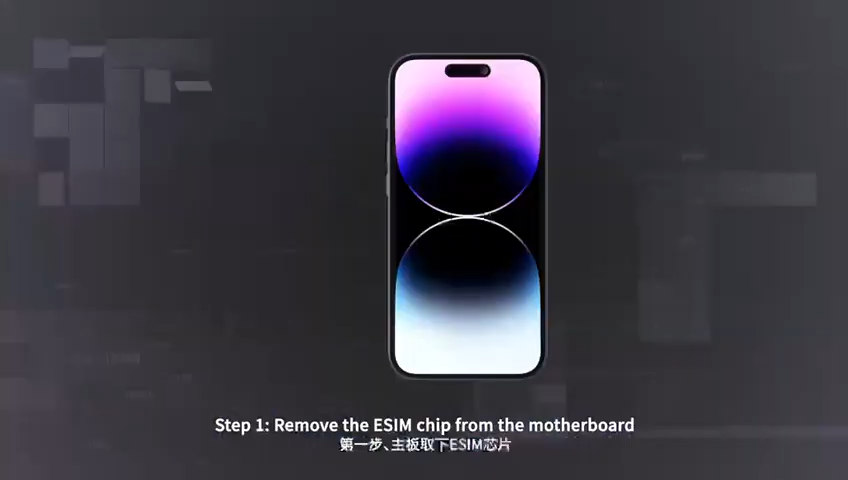 Step 1: Remove the ESIM chip from the motherboard
第一步、主板取下ESIM芯片